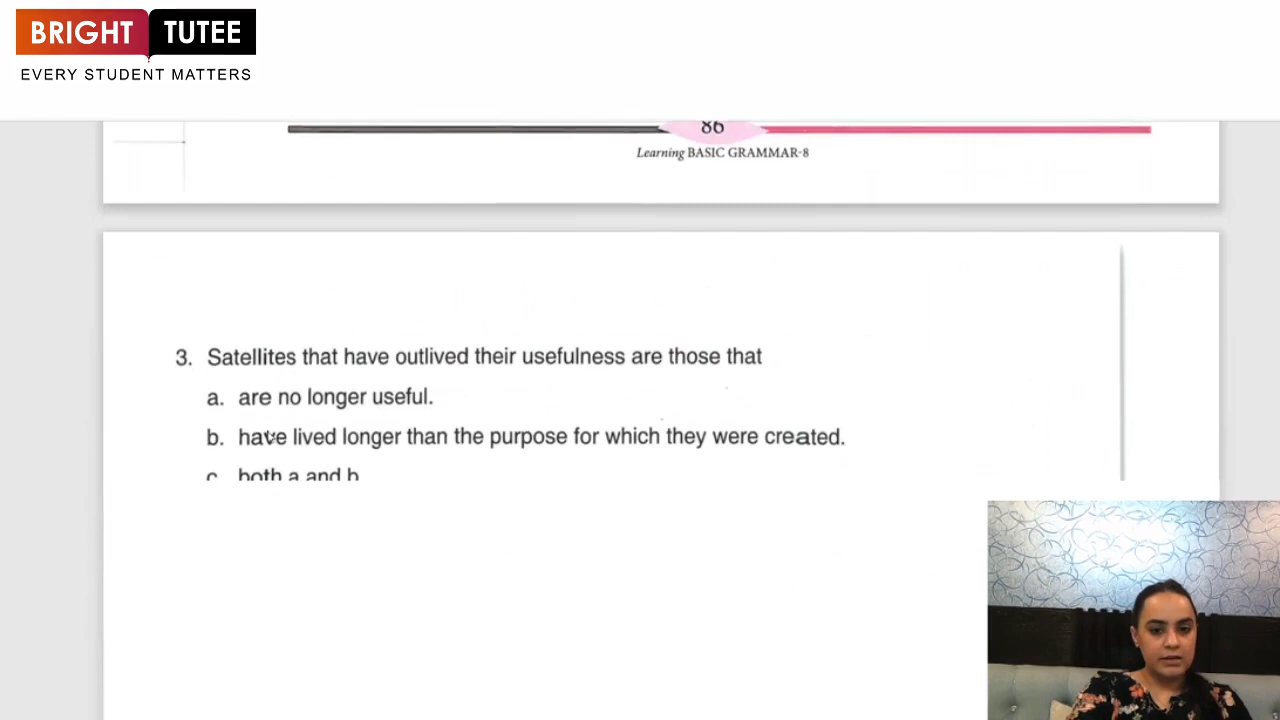 BRIGHT TUTEE
EVERY STUDENT MATTERS
86
Learning BASIC GRAMMAR-8
3. Satellites that have outlived their usefulness are those that
a. are no longer useful.
b. have lived longer than the purpose for which they were created.
c. both a and b